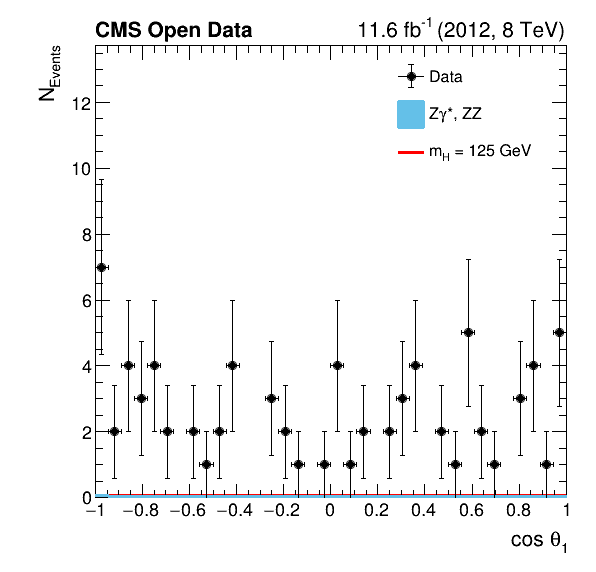 CMS Open Data 11.6 fb⁻¹ (2012, 8 TeV)
N_Events
Data
Zγ*, ZZ
m_H = 125 GeV
12
10
8
6
4
2
0
−1 −0.8 −0.6 −0.4 −0.2 0 0.2 0.4 0.6 0.8 1
cos θ₁